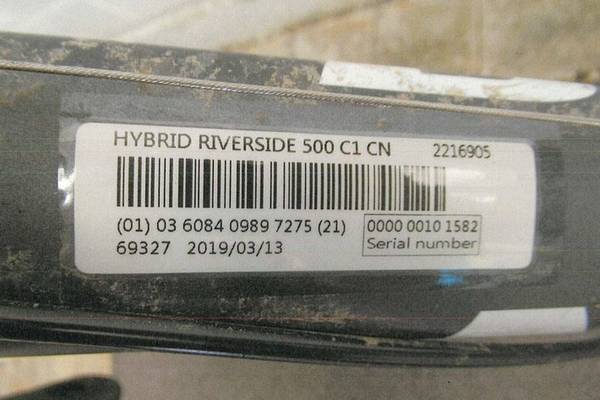 HYBRID RIVERSIDE 500 C1 CN 2216905
(01) 03 6084 0989 7275 (21) 0000 0010 1582
69327 2019/03/13 Serial number